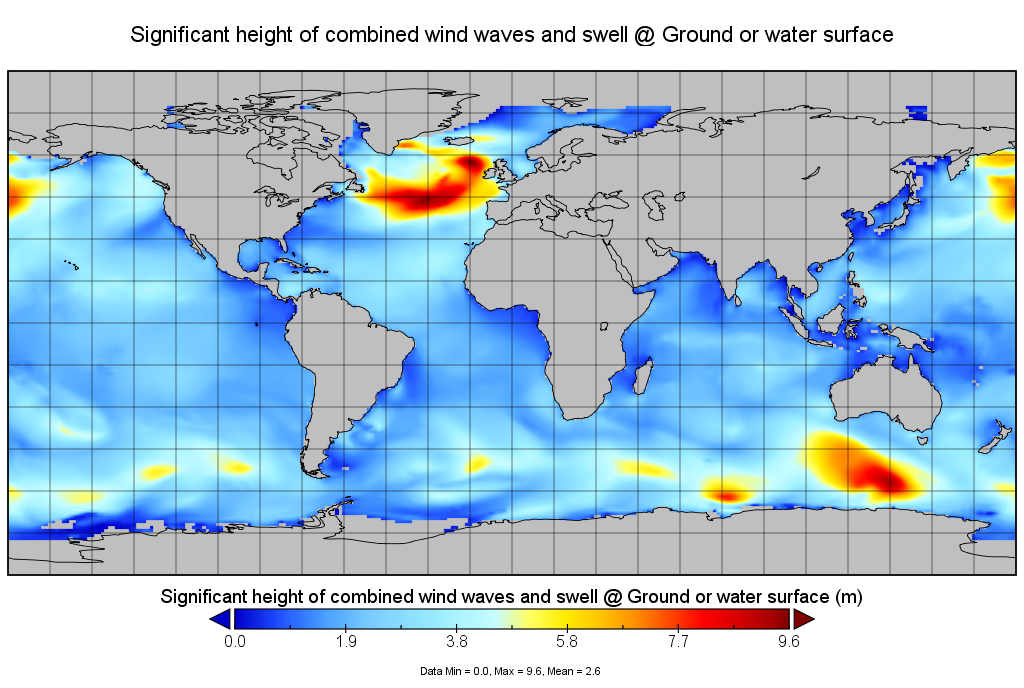 Significant height of combined wind waves and swell @ Ground or water surface
Significant height of combined wind waves and swell @ Ground or water surface (m)
0.0 1.9 3.8 5.8 7.7 9.6
Data Min = 0.0, Max = 9.6, Mean = 2.6